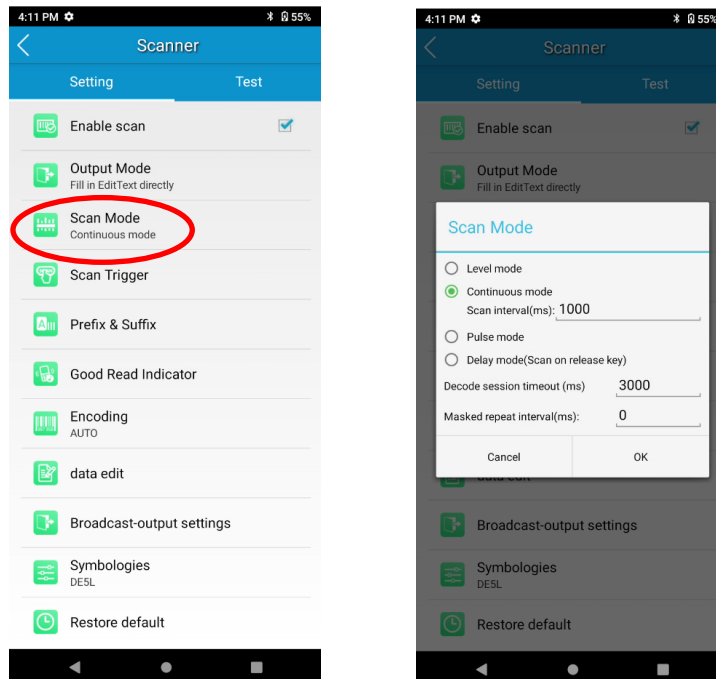 4:11 PM
55%
Scanner
Setting
Test
Enable scan
Output Mode
Fill in EditText directly
Scan Mode
Continuous mode
Scan Trigger
Prefix & Suffix
Good Read Indicator
Encoding
AUTO
data edit
Broadcast-output settings
Symbologies
DE5L
Restore default
4:11 PM
55%
Scanner
Setting
Test
Enable scan
Output Mode
Fill in EditText directly
Scan Mode
Level mode
Continuous mode
Scan interval(ms): 1000
Pulse mode
Delay mode(Scan on release key)
Decode session timeout (ms) 3000
Masked repeat interval(ms): 0
Cancel
OK
data edit
Broadcast-output settings
Symbologies
DE5L
Restore default